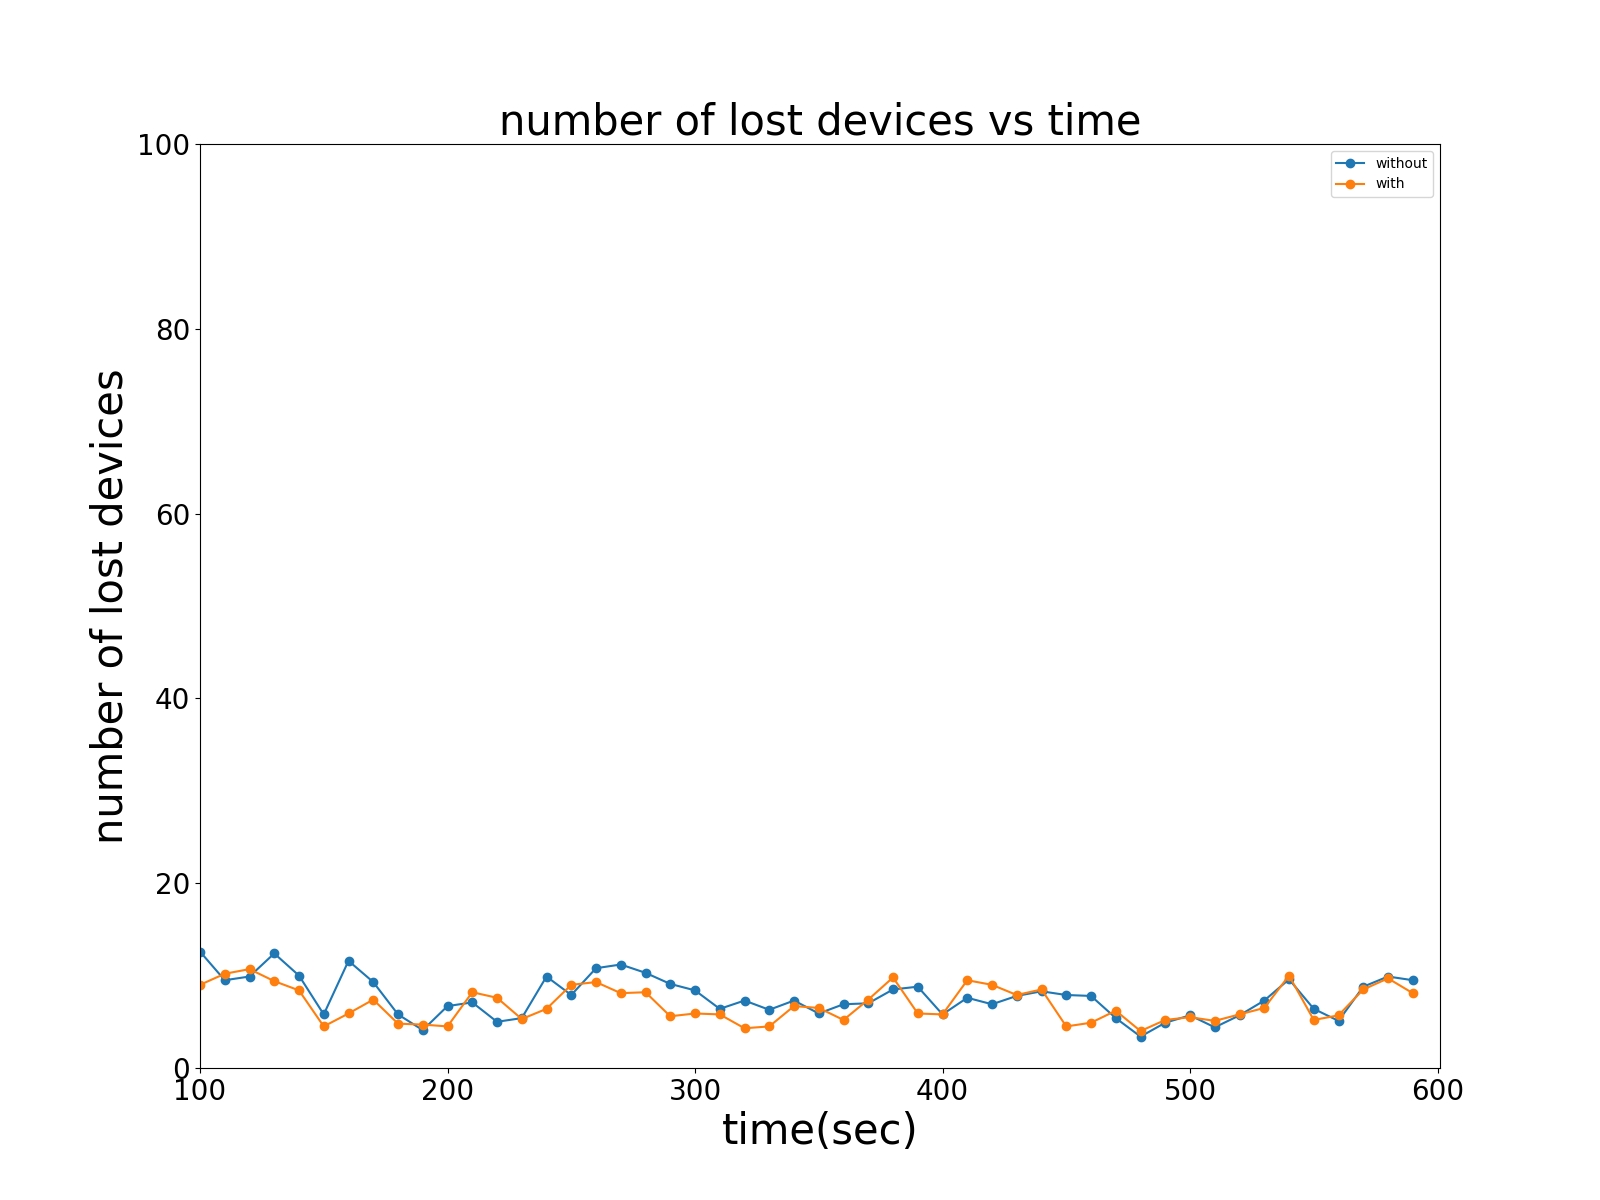 number of lost devices vs time
without
with
number of lost devices
100
80
60
40
20
0
100 200 300 400 500 600
time(sec)